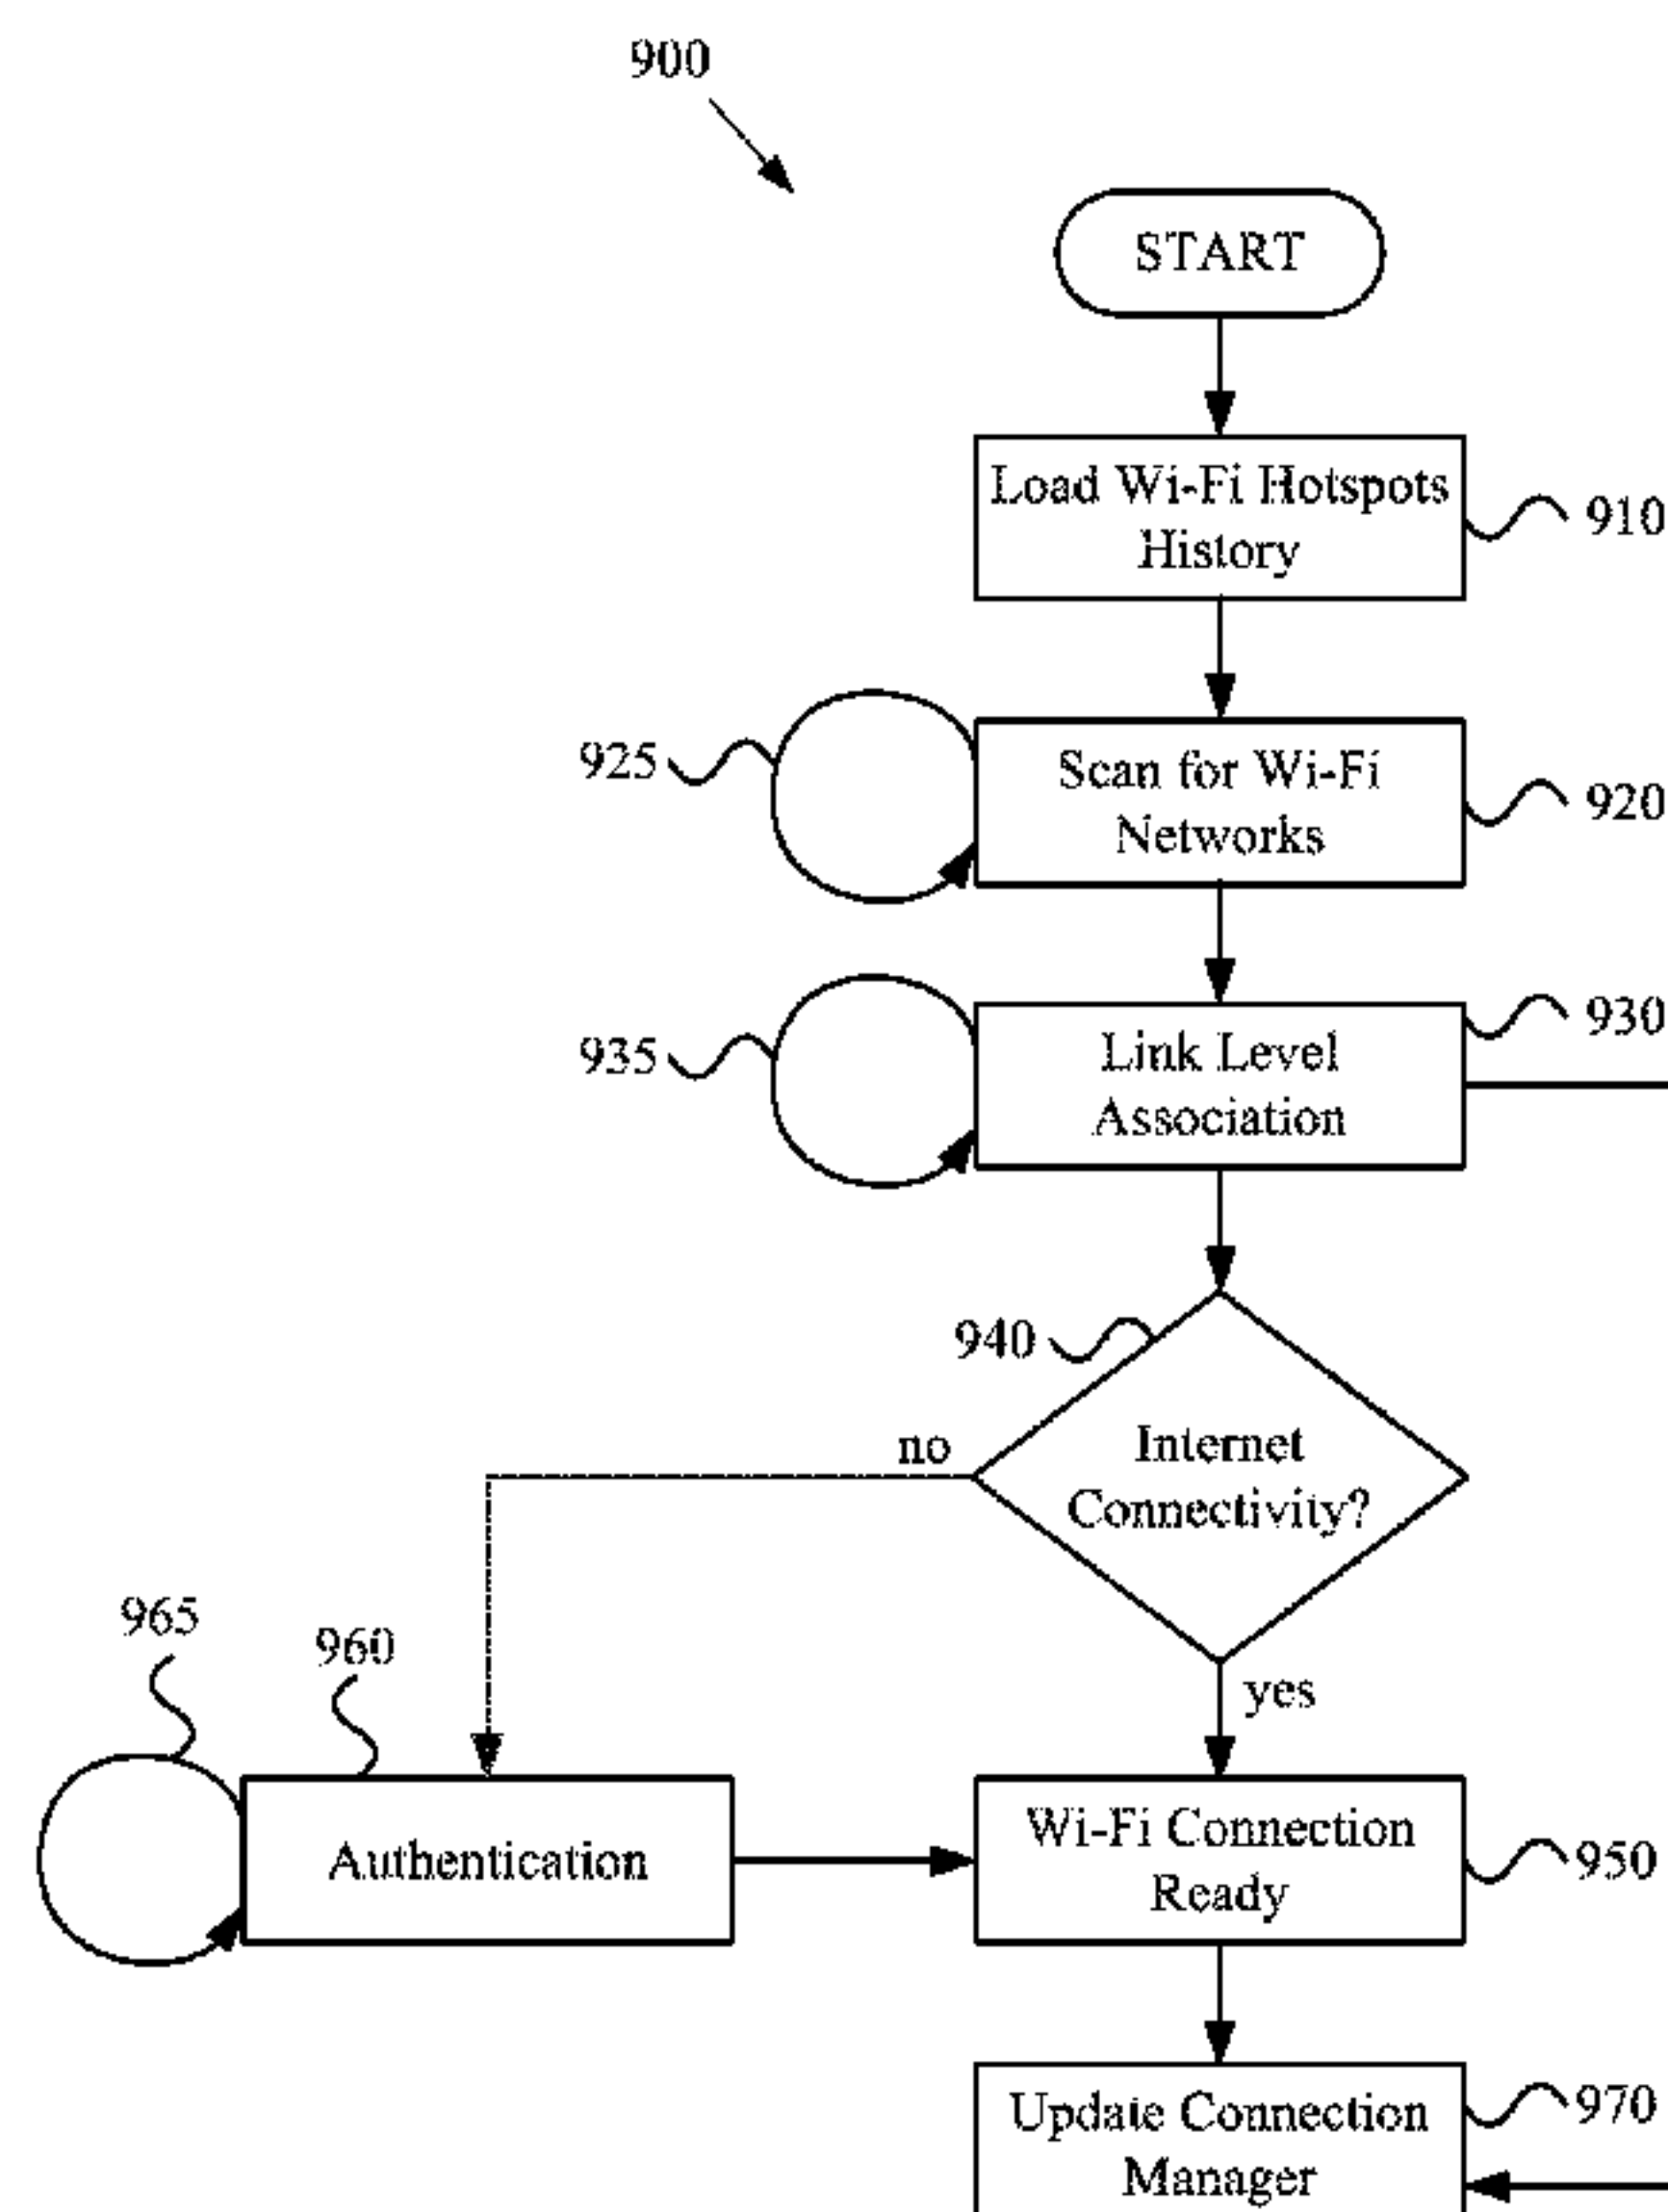 900
START
Load Wi-Fi Hotspots
History
910
925
Scan for Wi-Fi
Networks
920
935
Link Level
Association
930
940
no
Internet
Connectivity?
yes
965
960
Authentication
Wi-Fi Connection
Ready
950
Update Connection
Manager
970